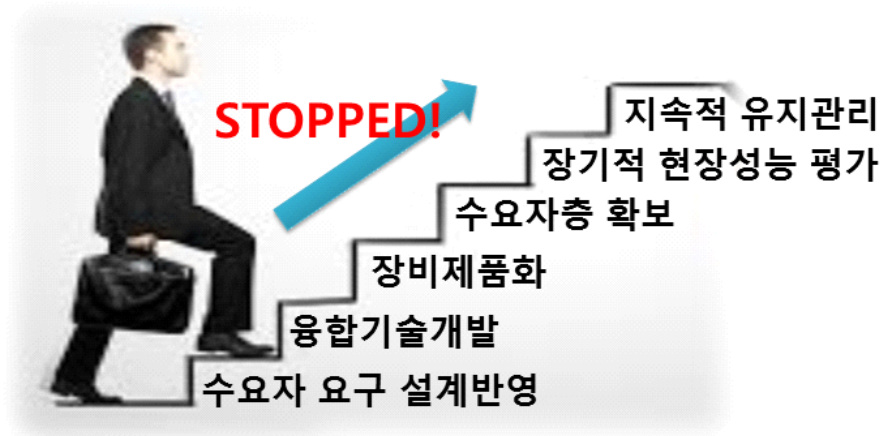 STOPPED!
지속적 유지관리
장기적 현장성능 평가
수요자층 확보
장비제품화
융합기술개발
수요자 요구 설계반영